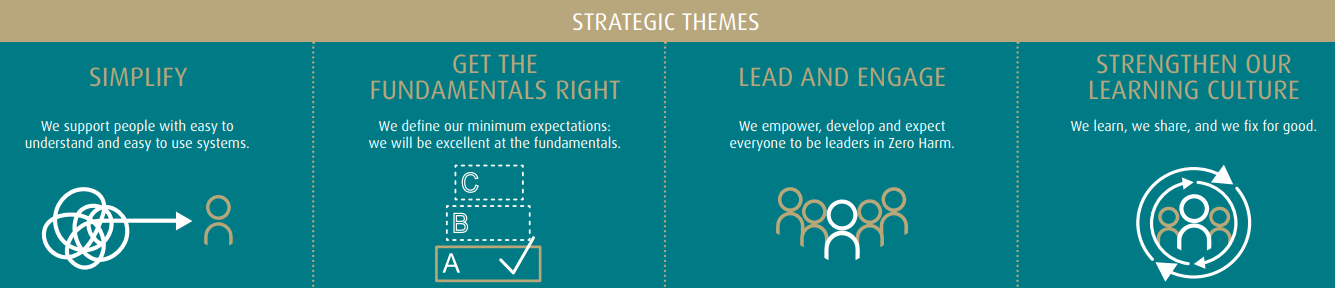 STRATEGIC THEMES
SIMPLIFY
We support people with easy to
understand and easy to use systems.
GET THE
FUNDAMENTALS RIGHT
We define our minimum expectations:
we will be excellent at the fundamentals.
C
B
A
LEAD AND ENGAGE
We empower, develop and expect
everyone to be leaders in Zero Harm.
STRENGTHEN OUR
LEARNING CULTURE
We learn, we share, and we fix for good.